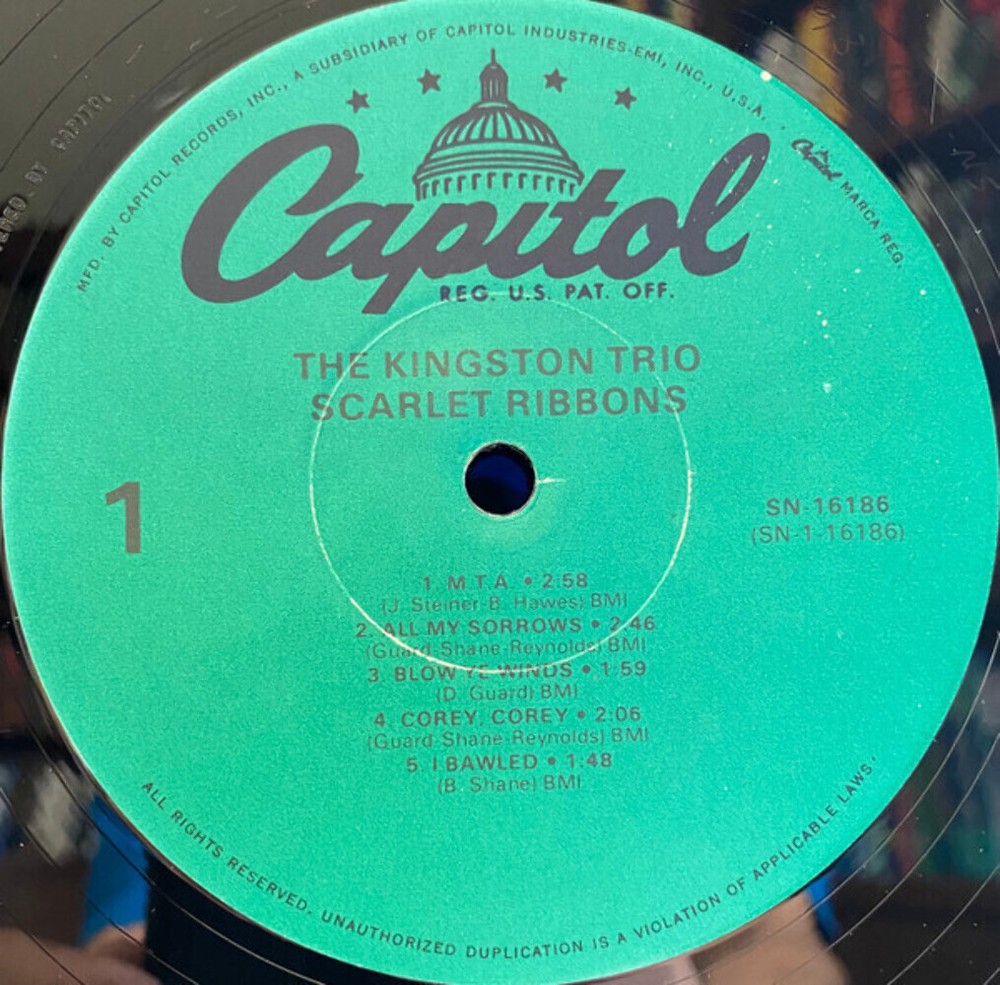 MFD. BY CAPITOL RECORDS, INC., A SUBSIDIARY OF CAPITOL INDUSTRIES-EMI, INC., U.S.A. • Capitol MARCA REG.
Capitol
REG. U.S. PAT. OFF.
THE KINGSTON TRIO
SCARLET RIBBONS
1
SN-16186
(SN-1-16186)
1. M.T.A. • 2:58
(J. Steiner-B. Hawes) BMI
2. ALL MY SORROWS • 2:46
(Guard-Shane-Reynolds) BMI
3. BLOW YE WINDS • 1:59
(D. Guard) BMI
4. COREY, COREY • 2:06
(Guard-Shane-Reynolds) BMI
5. I BAWLED • 1:48
(B. Shane) BMI
ALL RIGHTS RESERVED. UNAUTHORIZED DUPLICATION IS A VIOLATION OF APPLICABLE LAWS.
BY CAPITOL